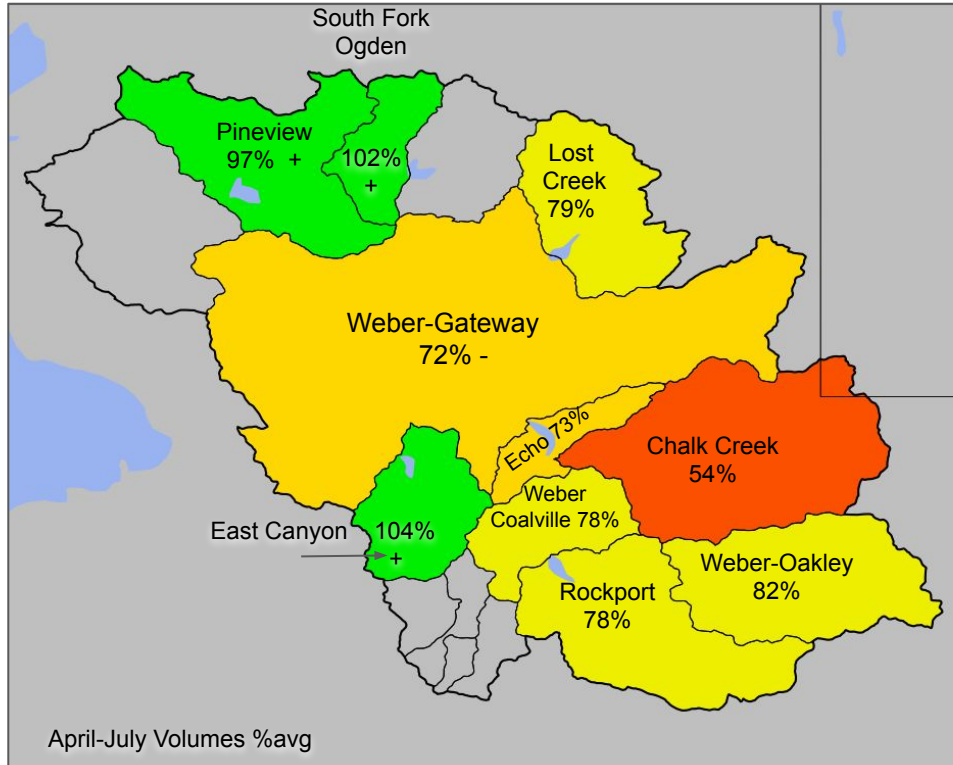 South Fork
Ogden
Pineview
97% +
102%
+
Lost
Creek
79%
Weber-Gateway
72% -
Echo 73%
Chalk Creek
54%
Weber
Coalville 78%
East Canyon
104%
+
Rockport
78%
Weber-Oakley
82%
April-July Volumes %avg